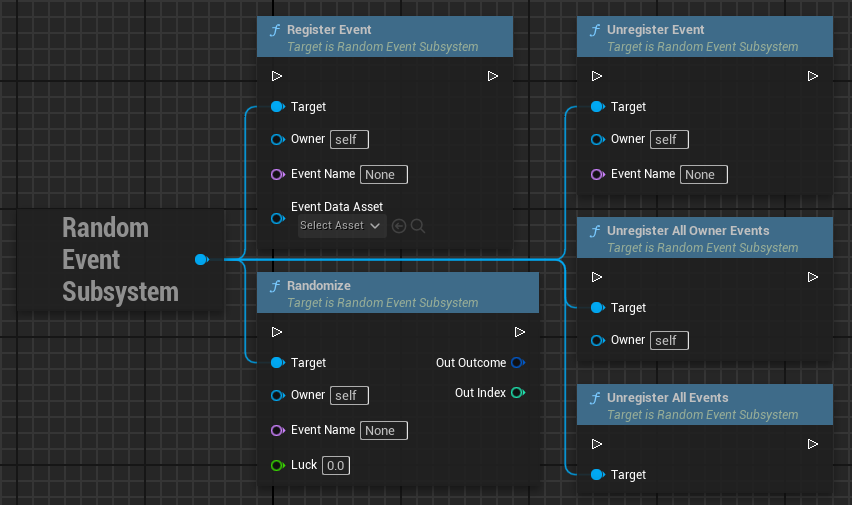 Random
Event
Subsystem
Register Event
Target is Random Event Subsystem
Target
Owner self
Event Name None
Event Data Asset
Select Asset
Randomize
Target is Random Event Subsystem
Target Out Outcome
Owner self Out Index
Event Name None
Luck 0.0
Unregister Event
Target is Random Event Subsystem
Target
Owner self
Event Name None
Unregister All Owner Events
Target is Random Event Subsystem
Target
Owner self
Unregister All Events
Target is Random Event Subsystem
Target